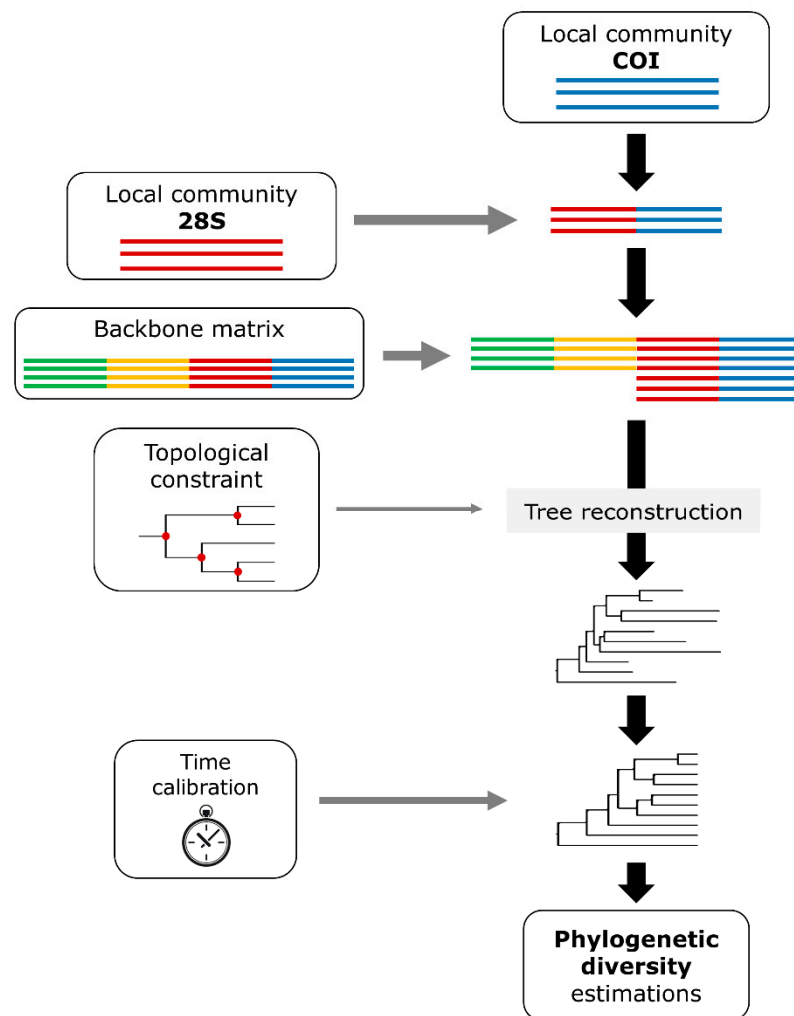 Local community
COI
Local community
28S
Backbone matrix
Topological
constraint
Tree reconstruction
Time
calibration
Phylogenetic
diversity
estimations